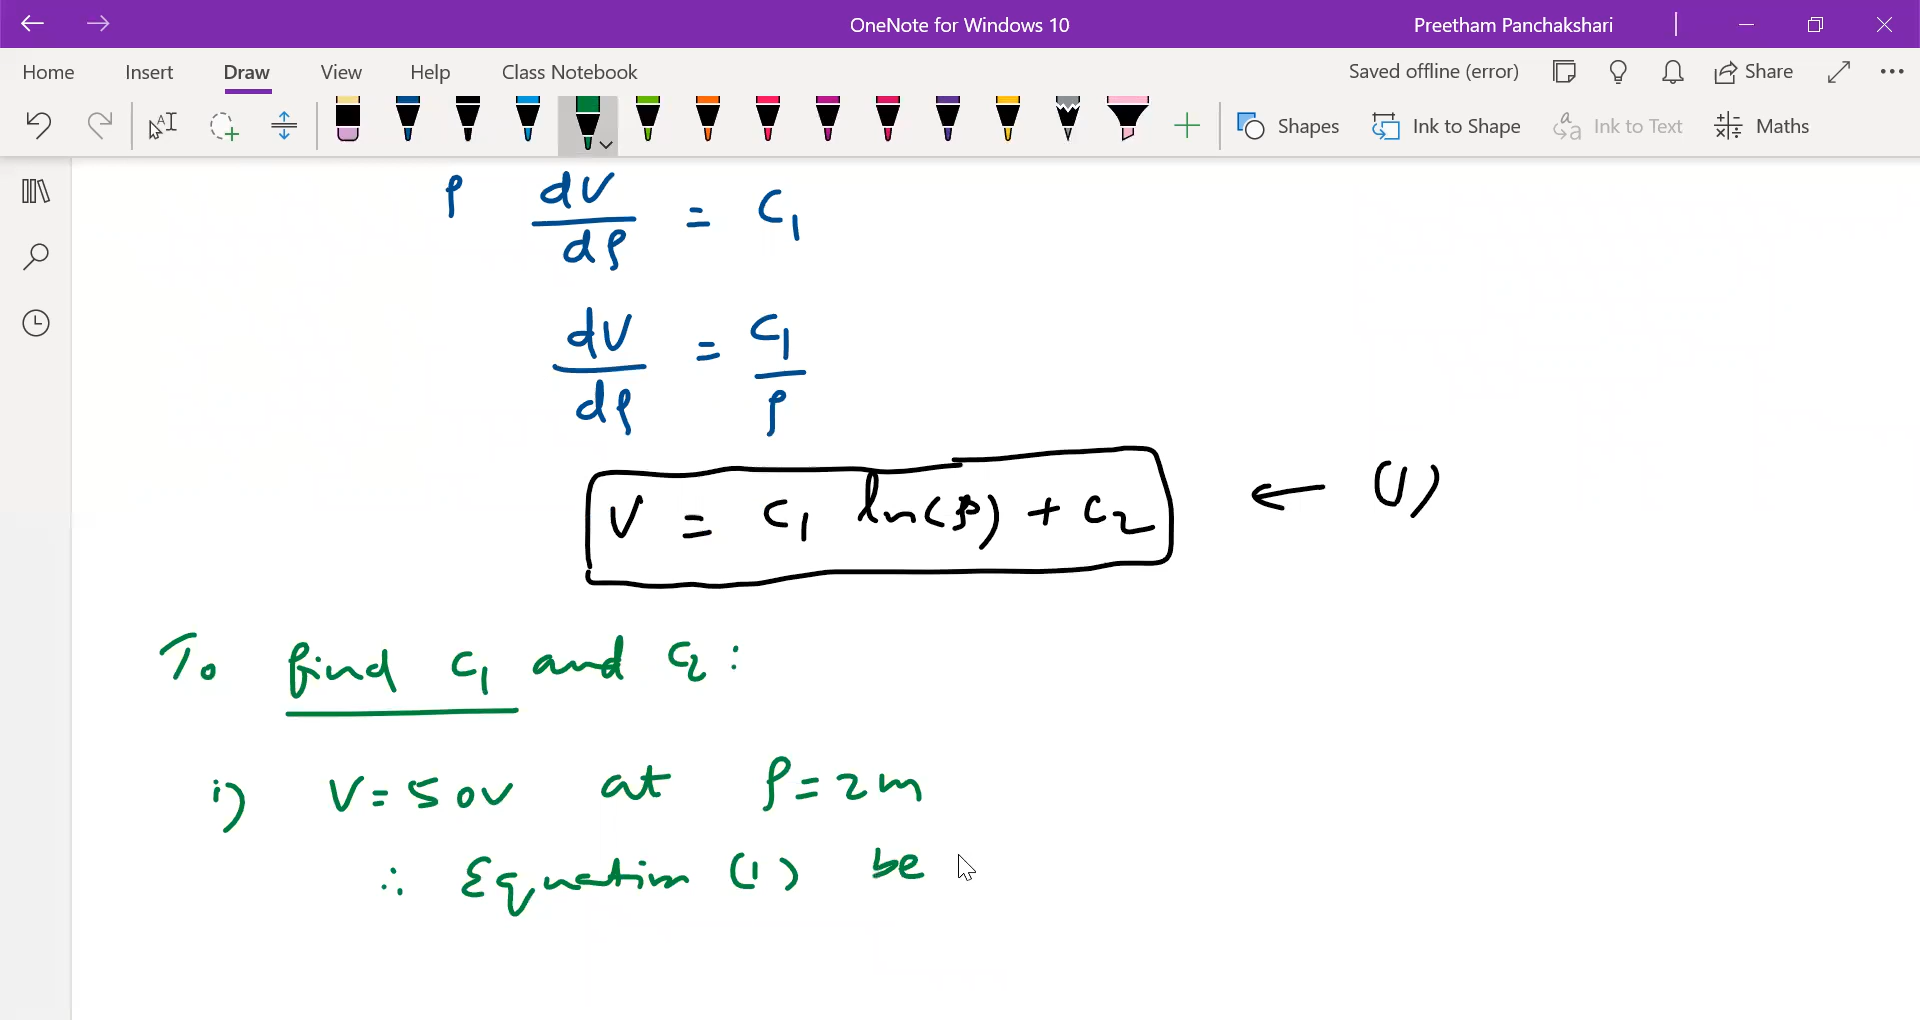 OneNote for Windows 10
Preetham Panchakshari
Home Insert Draw View Help Class Notebook
Saved offline (error) Share
Shapes Ink to Shape Ink to Text Maths
ρ dV/dρ = C₁
dV/dρ = C₁/ρ
V = C₁ ln(ρ) + C₂ ← (1)
To find C₁ and C₂ :
i) V = 50V at ρ = 2m
∴ Equation (1) be